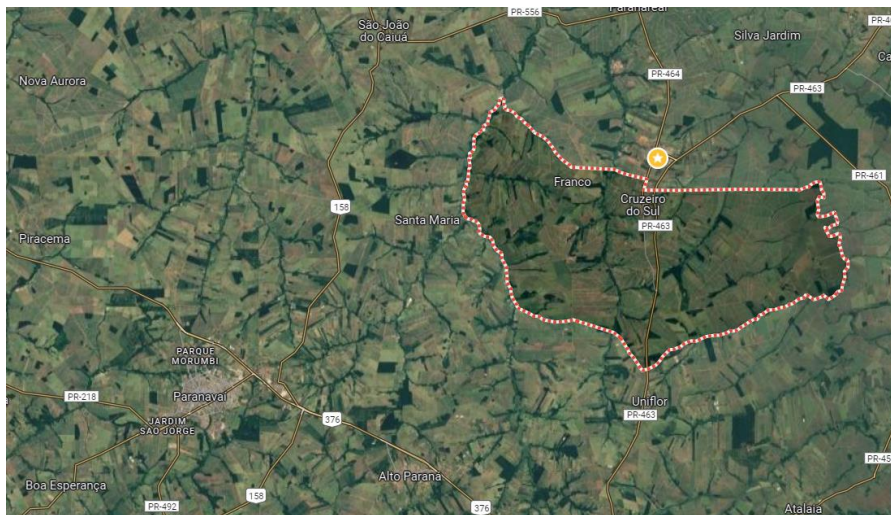 PR-556
Paranareal
São João
do Caiuá
Silva Jardim
Nova Aurora
PR-464
PR-463
PR-461
Franco
158
Cruzeiro
do Sul
Santa Maria
PR-463
Piracema
PARQUE
MORUMBI
PR-218
Paranavaí
Uniflor
376
PR-463
JARDIM
SÃO JORGE
Alto Paraná
Boa Esperança
158
PR-492
376
Atalaia